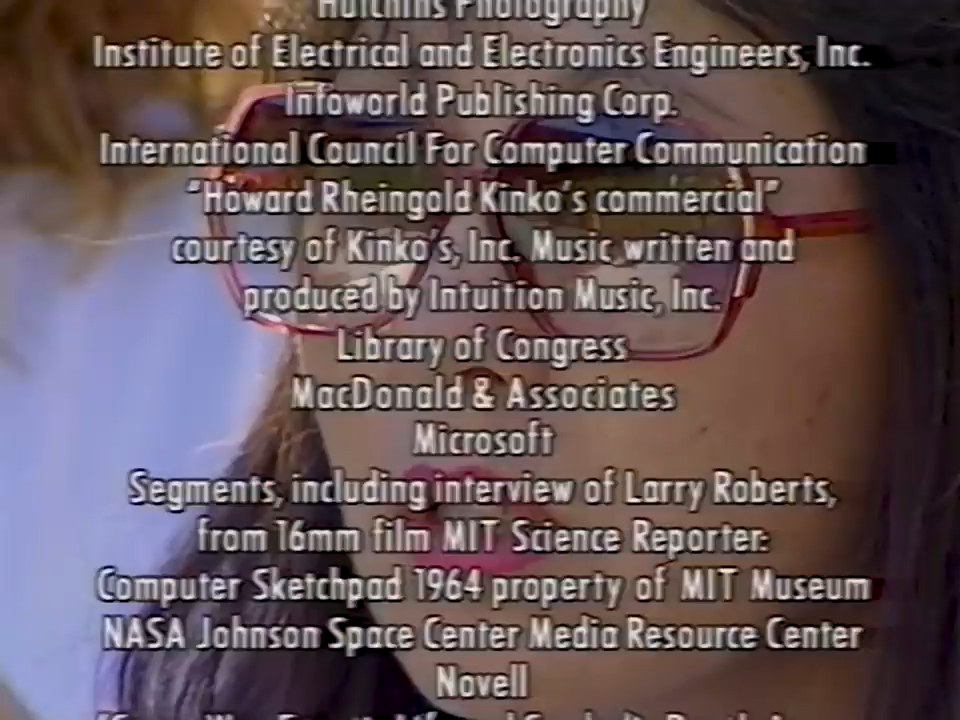 Hutchins Photography
Institute of Electrical and Electronics Engineers, Inc.
Infoworld Publishing Corp.
International Council For Computer Communication
"Howard Rheingold Kinko's commercial"
courtesy of Kinko's, Inc. Music written and
produced by Intuition Music, Inc.
Library of Congress
MacDonald & Associates
Microsoft
Segments, including interview of Larry Roberts,
from 16mm film MIT Science Reporter:
Computer Sketchpad 1964 property of MIT Museum
NASA Johnson Space Center Media Resource Center
Novell